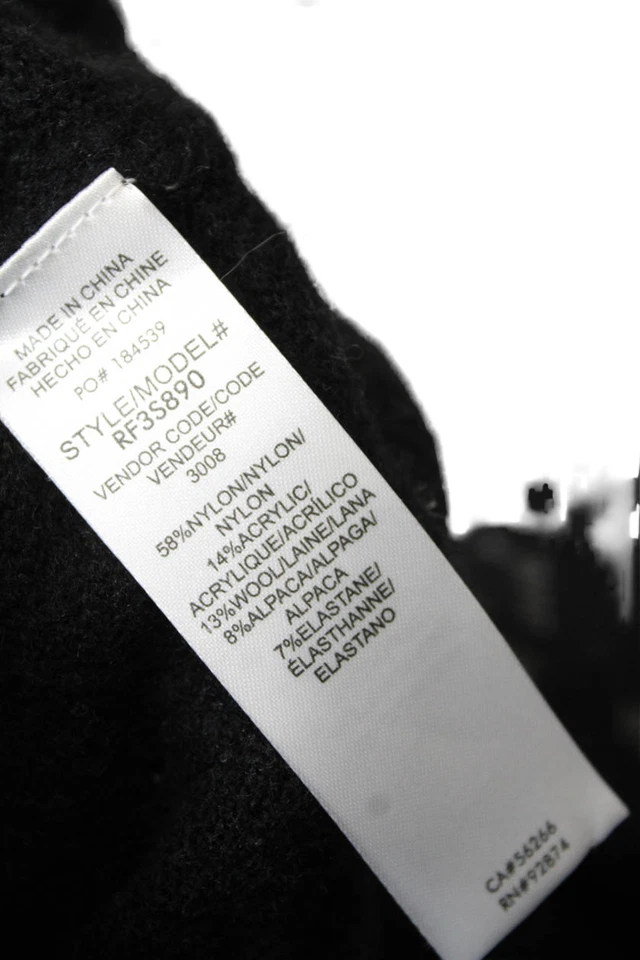 MADE IN CHINA
FABRIQUÉ EN CHINE
HECHO EN CHINA
PO# 184539
STYLE/MODEL#
RF3S890
VENDOR CODE/CODE
VENDEUR#
3008
58%NYLON/NYLON/
NYLON
14%ACRYLIC/
ACRYLIQUE/ACRÍLICO
13%WOOL/LAINE/LANA
8%ALPACA/ALPAGA/
ALPACA
7%ELASTANE/
ÉLASTHANNE/
ELASTANO
CA#56266
RN#92874